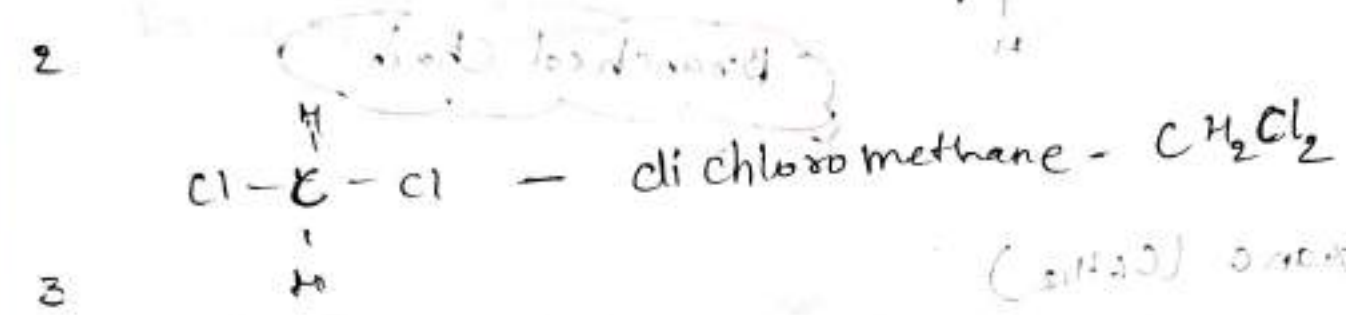 2
H
Cl-C-Cl - dichloromethane - CH₂Cl₂
H
3